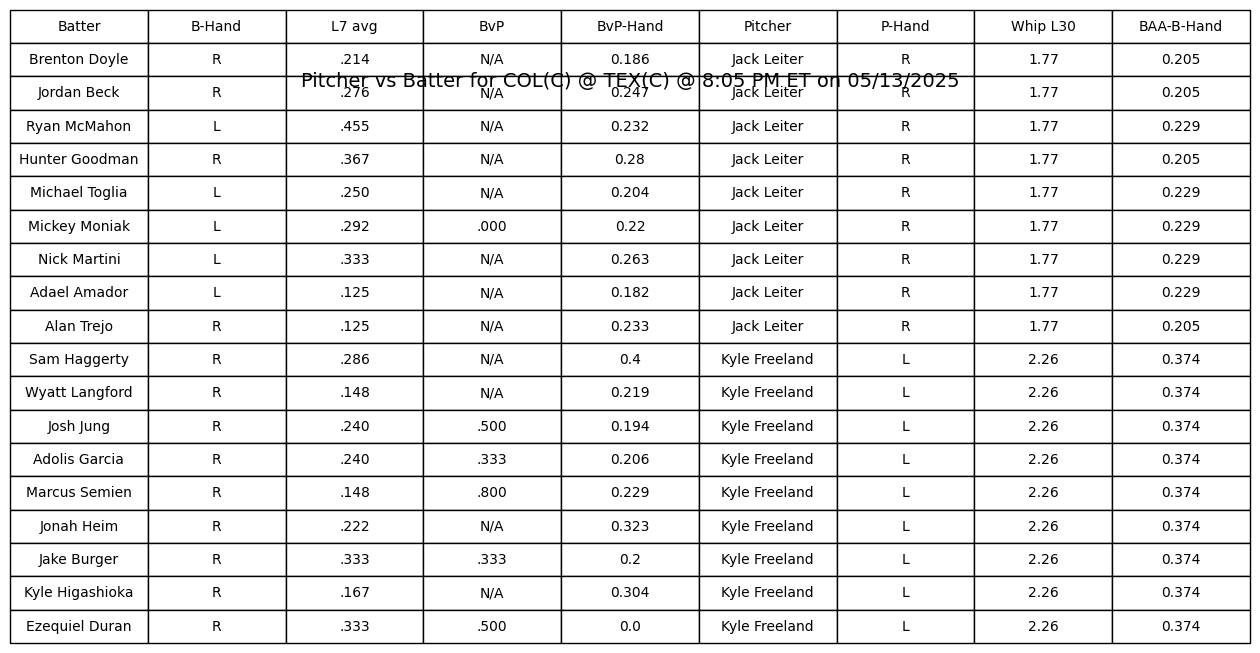 Batter B-Hand L7 avg BvP BvP-Hand Pitcher P-Hand Whip L30 BAA-B-Hand
Brenton Doyle R .214 N/A 0.186 Jack Leiter R 1.77 0.205
Pitcher vs Batter for COL(C) @ TEX(C) @ 8:05 PM ET on 05/13/2025
Jordan Beck R .276 N/A 0.247 Jack Leiter R 1.77 0.205
Ryan McMahon L .455 N/A 0.232 Jack Leiter R 1.77 0.229
Hunter Goodman R .367 N/A 0.28 Jack Leiter R 1.77 0.205
Michael Toglia L .250 N/A 0.204 Jack Leiter R 1.77 0.229
Mickey Moniak L .292 .000 0.22 Jack Leiter R 1.77 0.229
Nick Martini L .333 N/A 0.263 Jack Leiter R 1.77 0.229
Adael Amador L .125 N/A 0.182 Jack Leiter R 1.77 0.229
Alan Trejo R .125 N/A 0.233 Jack Leiter R 1.77 0.205
Sam Haggerty R .286 N/A 0.4 Kyle Freeland L 2.26 0.374
Wyatt Langford R .148 N/A 0.219 Kyle Freeland L 2.26 0.374
Josh Jung R .240 .500 0.194 Kyle Freeland L 2.26 0.374
Adolis Garcia R .240 .333 0.206 Kyle Freeland L 2.26 0.374
Marcus Semien R .148 .800 0.229 Kyle Freeland L 2.26 0.374
Jonah Heim R .222 N/A 0.323 Kyle Freeland L 2.26 0.374
Jake Burger R .333 .333 0.2 Kyle Freeland L 2.26 0.374
Kyle Higashioka R .167 N/A 0.304 Kyle Freeland L 2.26 0.374
Ezequiel Duran R .333 .500 0.0 Kyle Freeland L 2.26 0.374